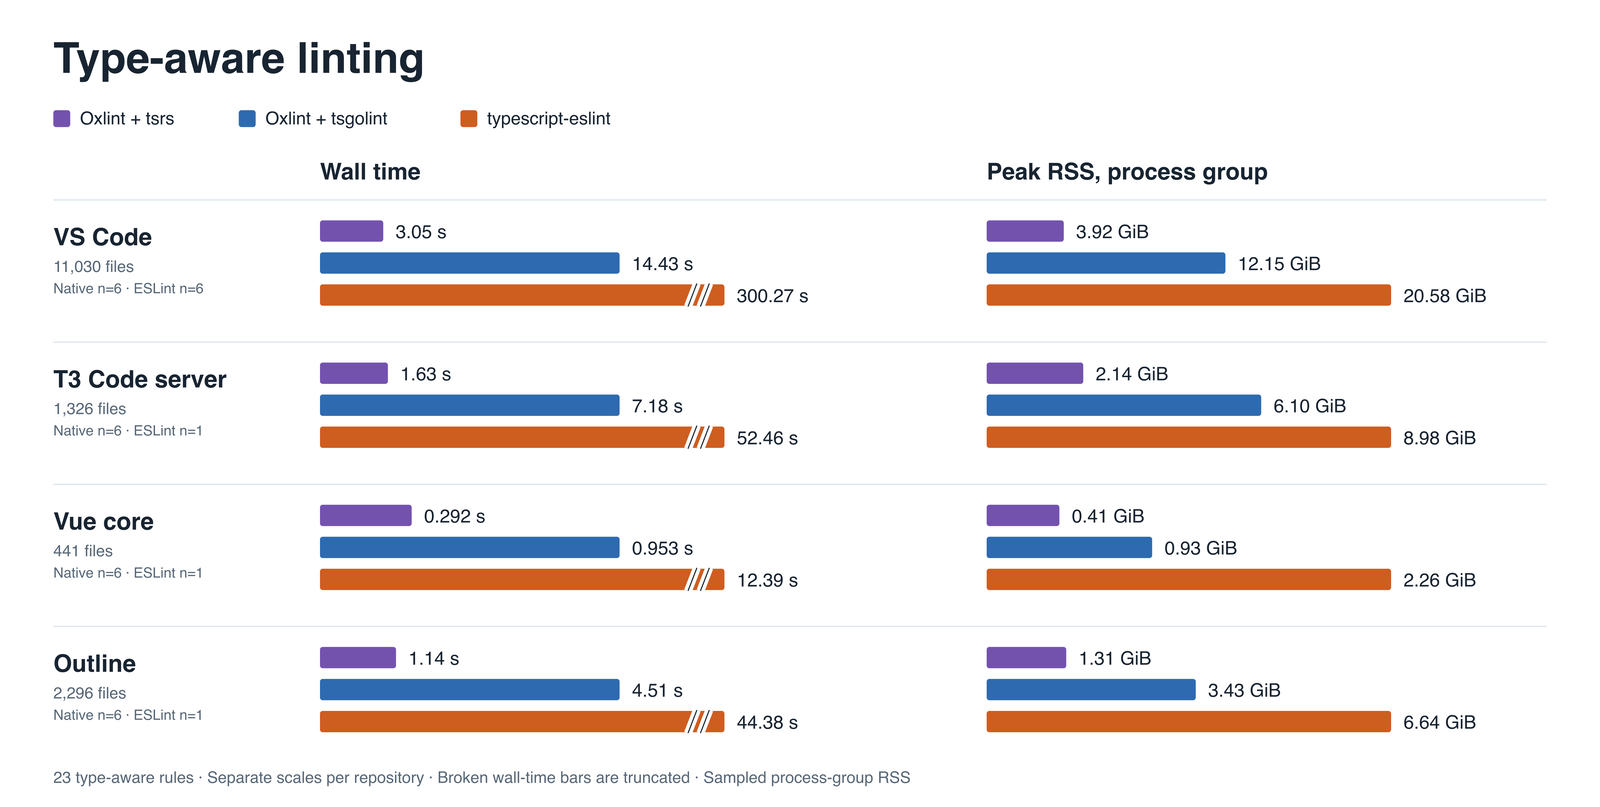 Type-aware linting
Oxlint + tsrs
Oxlint + tsgolint
typescript-eslint
Wall time
Peak RSS, process group
VS Code
11,030 files
Native n=6 · ESLint n=6
3.05 s
14.43 s
300.27 s
3.92 GiB
12.15 GiB
20.58 GiB
T3 Code server
1,326 files
Native n=6 · ESLint n=1
1.63 s
7.18 s
52.46 s
2.14 GiB
6.10 GiB
8.98 GiB
Vue core
441 files
Native n=6 · ESLint n=1
0.292 s
0.953 s
12.39 s
0.41 GiB
0.93 GiB
2.26 GiB
Outline
2,296 files
Native n=6 · ESLint n=1
1.14 s
4.51 s
44.38 s
1.31 GiB
3.43 GiB
6.64 GiB
23 type-aware rules · Separate scales per repository · Broken wall-time bars are truncated · Sampled process-group RSS